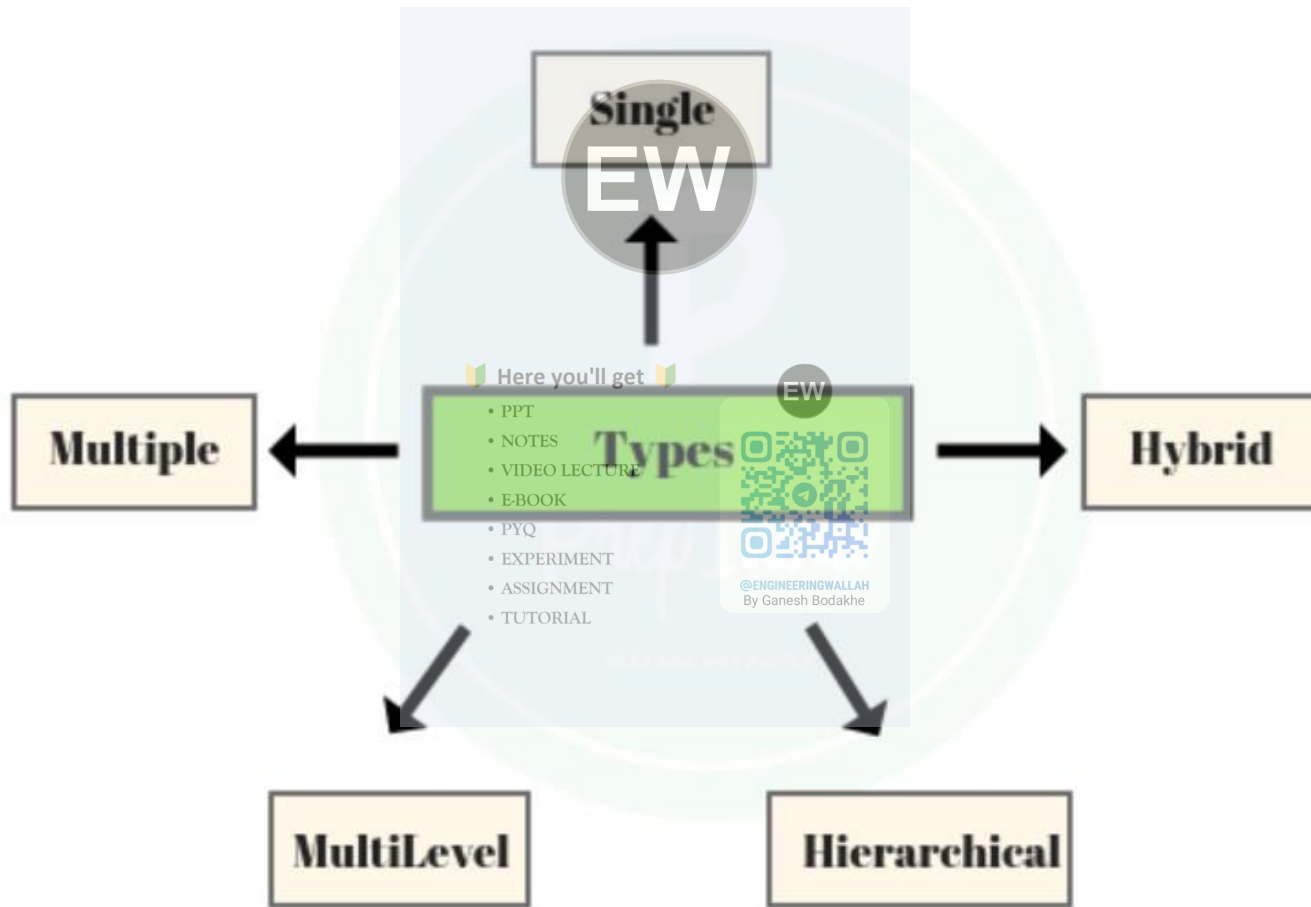 Single
EW
Here you'll get
EW
• PPT
Multiple
Types
Hybrid
• NOTES
• VIDEO LECTURE
• E-BOOK
• PYQ
• EXPERIMENT
• ASSIGNMENT
• TUTORIAL
@ENGINEERINGWALLAH
By Ganesh Bodakhe
MultiLevel
Hierarchical